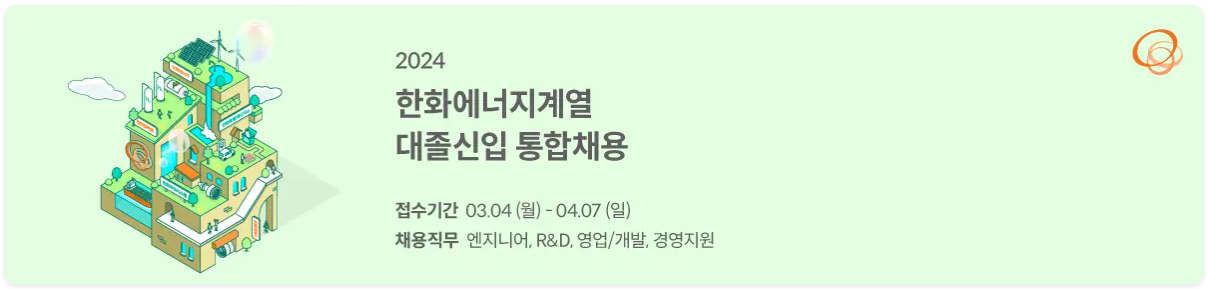 2024
한화에너지계열
대졸신입 통합채용
접수기간 03.04 (월) - 04.07 (일)
채용직무 엔지니어, R&D, 영업/개발, 경영지원